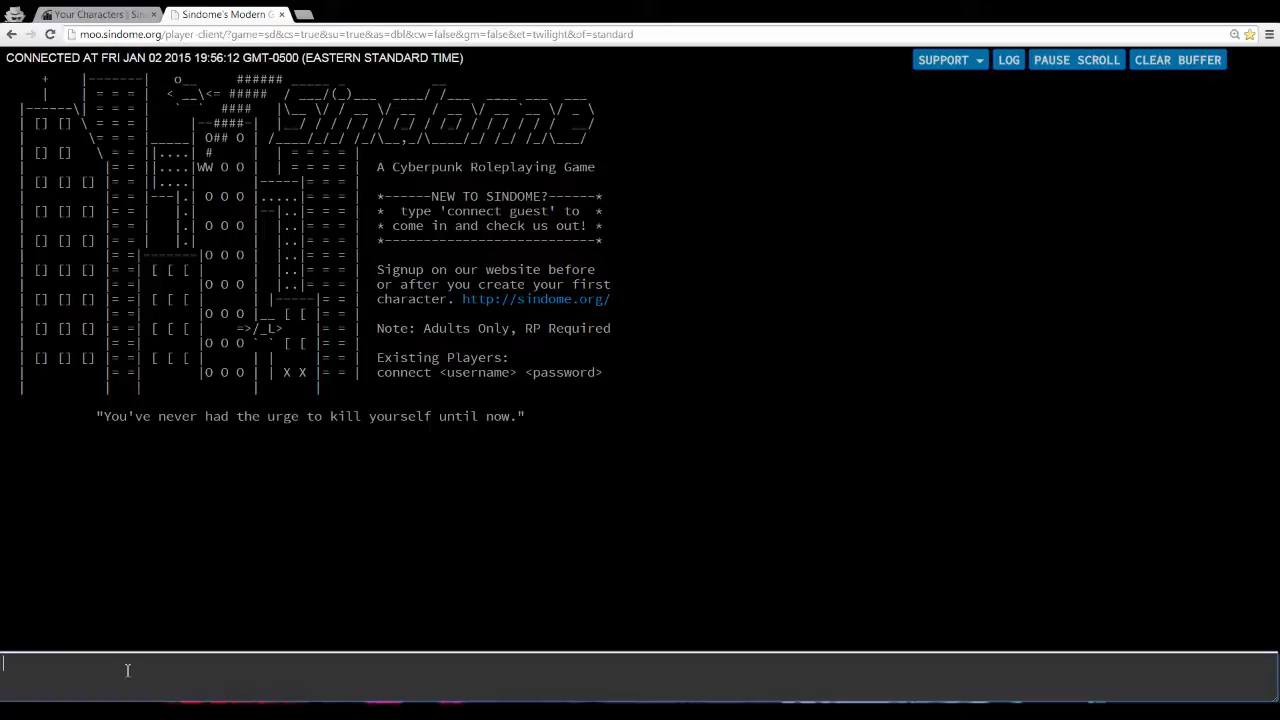 Your Characters | Sin
Sindome's Modern G
moo.sindome.org/player-client/?game=sd&cs=true&su=true&as=dbl&cw=false&gm=false&et=twilight&of=standard
CONNECTED AT FRI JAN 02 2015 19:56:12 GMT-0500 (EASTERN STANDARD TIME)
SUPPORT
LOG
PAUSE SCROLL
CLEAR BUFFER
Sindome
A Cyberpunk Roleplaying Game
*------NEW TO SINDOME?------*
* type 'connect guest' to *
* come in and check us out! *
*---------------------------*
Signup on our website before
or after you create your first
character. http://sindome.org/
Note: Adults Only, RP Required
Existing Players:
connect <username> <password>
"You've never had the urge to kill yourself until now."